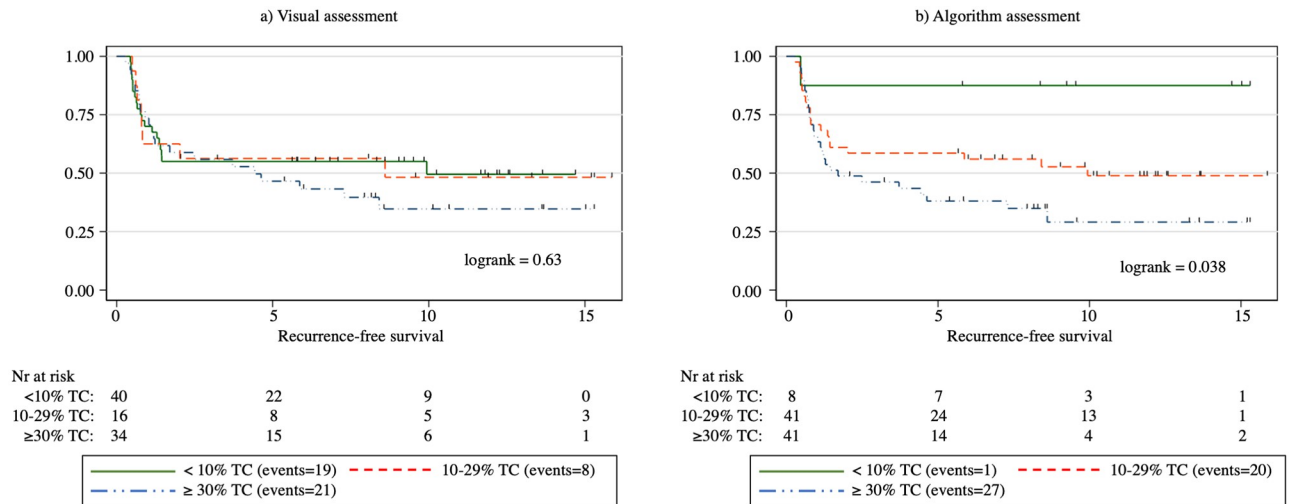 a) Visual assessment
1.00
0.75
0.50
0.25
0.00
logrank = 0.63
0 5 10 15
Recurrence-free survival
Nr at risk
<10% TC: 40 22 9 0
10-29% TC: 16 8 5 3
≥30% TC: 34 15 6 1
< 10% TC (events=19) 10-29% TC (events=8)
≥ 30% TC (events=21)
b) Algorithm assessment
1.00
0.75
0.50
0.25
0.00
logrank = 0.038
0 5 10 15
Recurrence-free survival
Nr at risk
<10% TC: 8 7 3 1
10-29% TC: 41 24 13 1
≥30% TC: 41 14 4 2
< 10% TC (events=1) 10-29% TC (events=20)
≥ 30% TC (events=27)